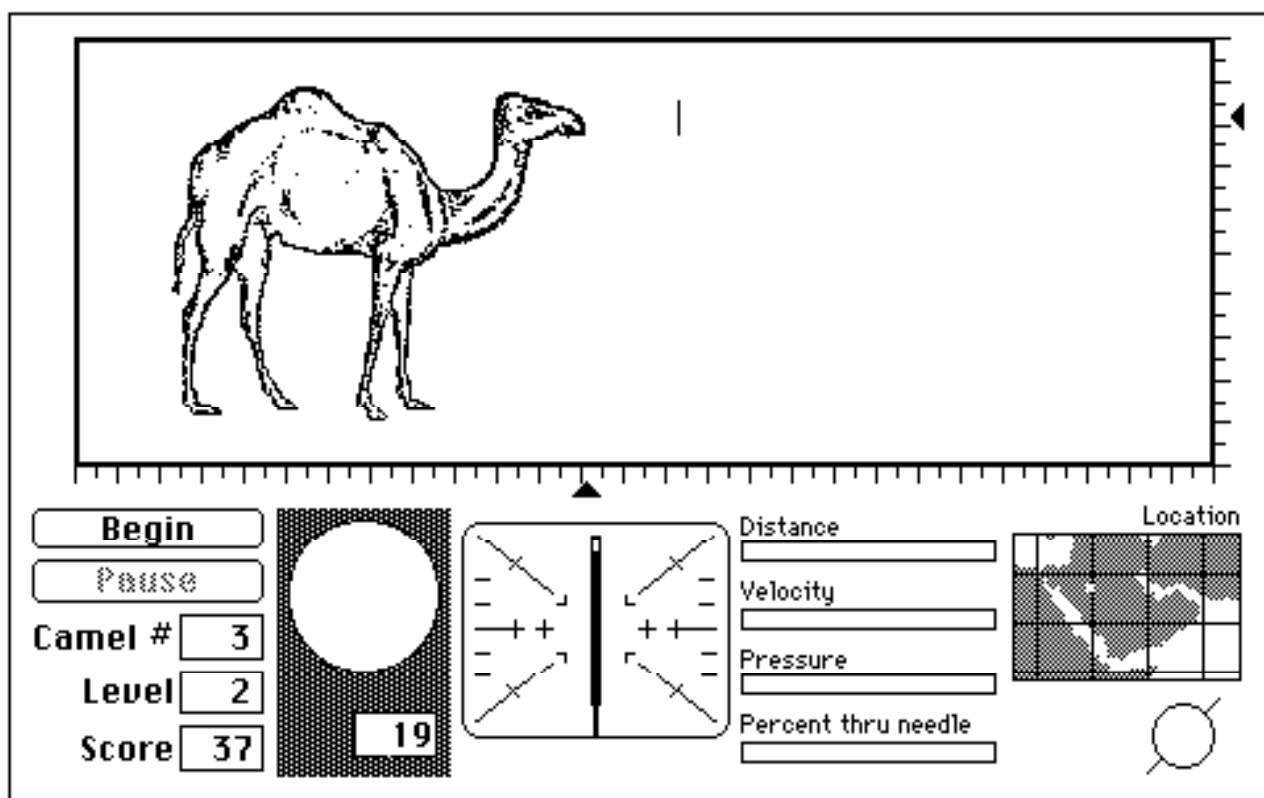 Begin
Pause
Camel # 3
Level 2
Score 37
19
Distance
Velocity
Pressure
Percent thru needle
Location